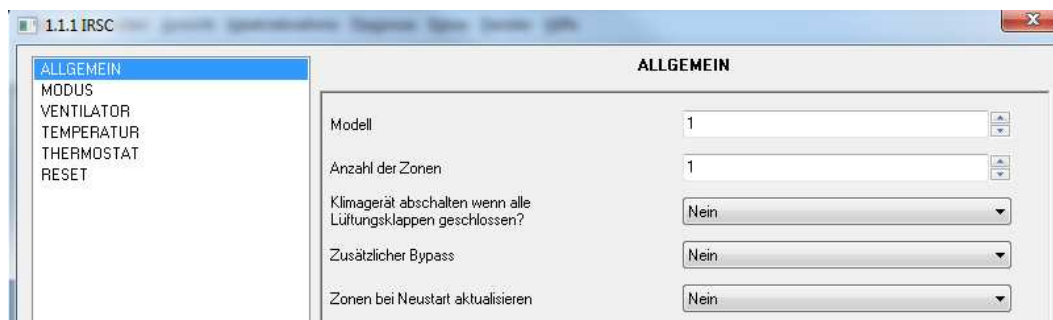 1.1.1 IRSC
ALLGEMEIN
MODUS
VENTILATOR
TEMPERATUR
THERMOSTAT
RESET
ALLGEMEIN
Modell
1
Anzahl der Zonen
1
Klimagerät abschalten wenn alle
Lüftungsklappen geschlossen?
Nein
Zusätzlicher Bypass
Nein
Zonen bei Neustart aktualisieren
Nein